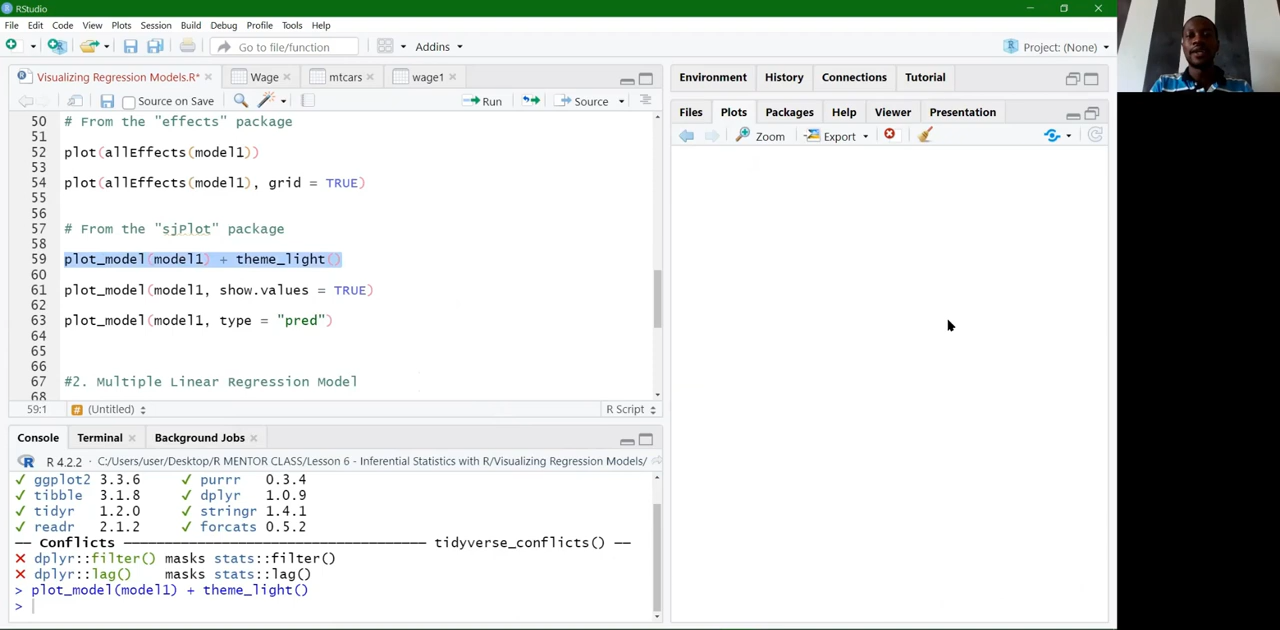 RStudio
File Edit Code View Plots Session Build Debug Profile Tools Help
Go to file/function Addins Project: (None)
Visualizing Regression Models.R* Wage mtcars wage1
Source on Save Run Source
50 # From the "effects" package
51
52 plot(allEffects(model1))
53
54 plot(allEffects(model1), grid = TRUE)
55
56
57 # From the "sjPlot" package
58
59 plot_model(model1) + theme_light()
60
61 plot_model(model1, show.values = TRUE)
62
63 plot_model(model1, type = "pred")
64
65
66
67 #2. Multiple Linear Regression Model
68
59:1 (Untitled) R Script
Console Terminal Background Jobs
R 4.2.2 · C:/Users/user/Desktop/R MENTOR CLASS/Lesson 6 - Inferential Statistics with R/Visualizing Regression Models/
✓ ggplot2 3.3.6 ✓ purrr 0.3.4
✓ tibble 3.1.8 ✓ dplyr 1.0.9
✓ tidyr 1.2.0 ✓ stringr 1.4.1
✓ readr 2.1.2 ✓ forcats 0.5.2
── Conflicts ────────────────────────────────── tidyverse_conflicts() ──
✗ dplyr::filter() masks stats::filter()
✗ dplyr::lag() masks stats::lag()
> plot_model(model1) + theme_light()
>
Environment History Connections Tutorial
Files Plots Packages Help Viewer Presentation
Zoom Export